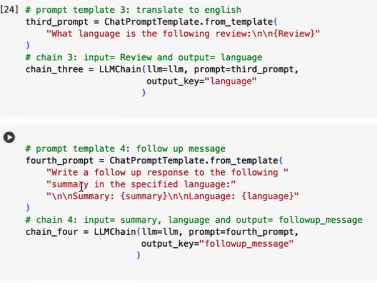 [24] # prompt template 3: translate to english
third_prompt = ChatPromptTemplate.from_template(
"What language is the following review:\n\n{Review}"
)
# chain 3: input= Review and output= language
chain_three = LLMChain(llm=llm, prompt=third_prompt,
output_key="language"
)
# prompt template 4: follow up message
fourth_prompt = ChatPromptTemplate.from_template(
"Write a follow up response to the following "
"summary in the specified language:"
"\n\nSummary: {summary}\n\nLanguage: {language}"
)
# chain 4: input= summary, language and output= followup_message
chain_four = LLMChain(llm=llm, prompt=fourth_prompt,
output_key="followup_message"
)